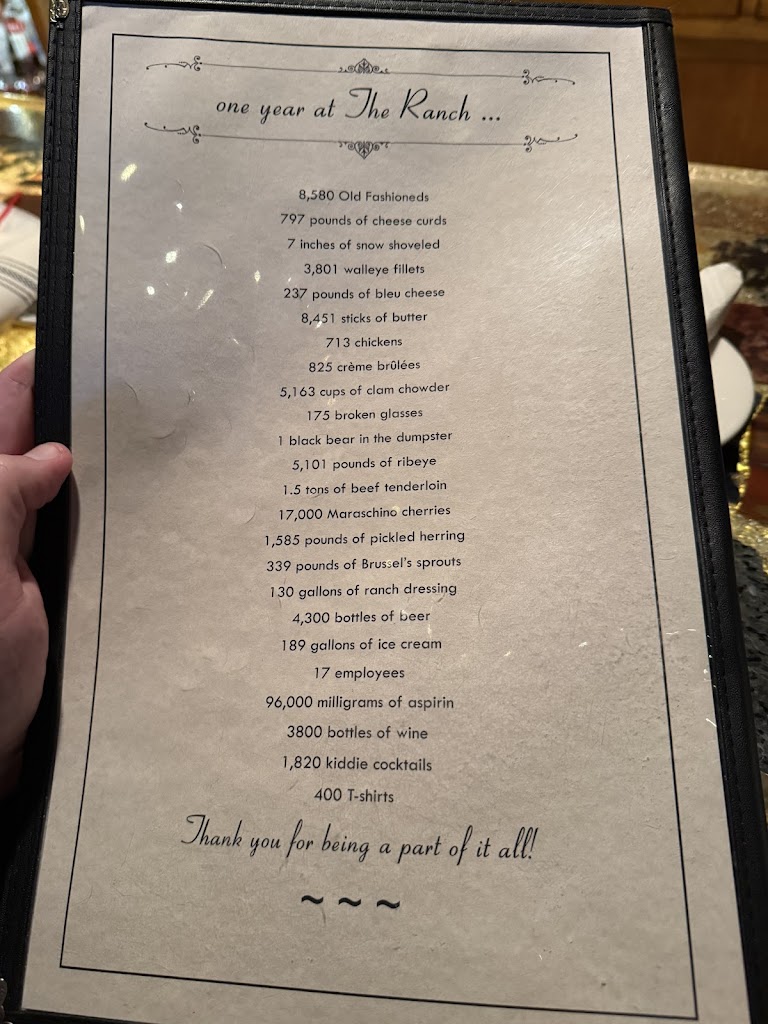 one year at The Ranch ...
8,580 Old Fashioneds
797 pounds of cheese curds
7 inches of snow shoveled
3,801 walleye fillets
237 pounds of bleu cheese
8,451 sticks of butter
713 chickens
825 crème brûlées
5,163 cups of clam chowder
175 broken glasses
1 black bear in the dumpster
5,101 pounds of ribeye
1.5 tons of beef tenderloin
17,000 Maraschino cherries
1,585 pounds of pickled herring
339 pounds of Brussel's sprouts
130 gallons of ranch dressing
4,300 bottles of beer
189 gallons of ice cream
17 employees
96,000 milligrams of aspirin
3800 bottles of wine
1,820 kiddie cocktails
400 T-shirts
Thank you for being a part of it all!
~ ~ ~